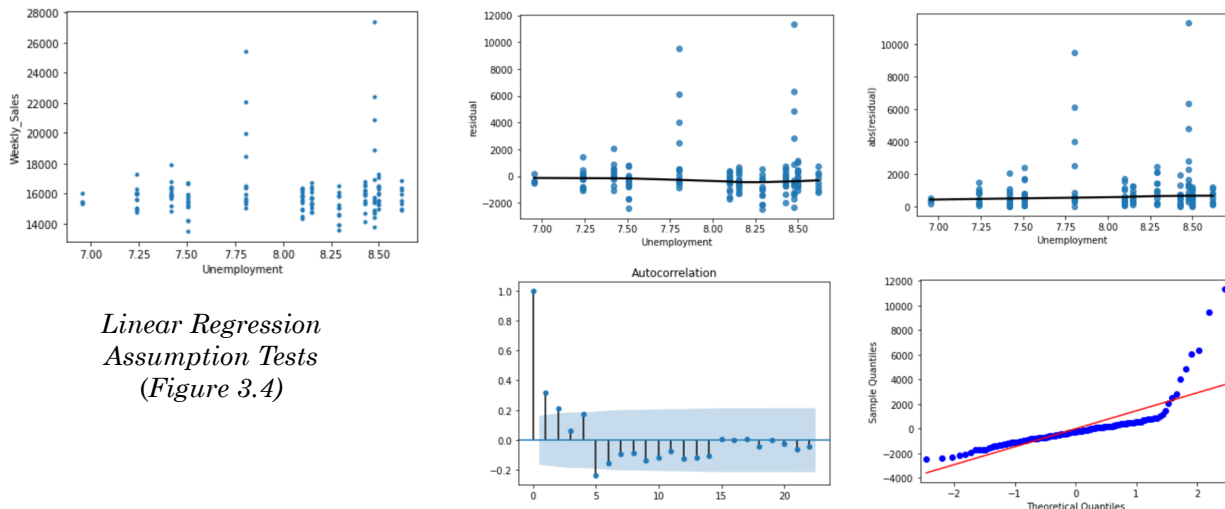 28000
26000
24000
22000
20000
18000
16000
14000
Weekly_Sales
7.00 7.25 7.50 7.75 8.00 8.25 8.50
Unemployment
12000
10000
8000
6000
4000
2000
0
−2000
residual
7.00 7.25 7.50 7.75 8.00 8.25 8.50
Unemployment
10000
8000
6000
4000
2000
0
abs(residual)
7.00 7.25 7.50 7.75 8.00 8.25 8.50
Unemployment
Linear Regression
Assumption Tests
(Figure 3.4)
Autocorrelation
1.0
0.8
0.6
0.4
0.2
0.0
−0.2
0 5 10 15 20
12000
10000
8000
6000
4000
2000
0
−2000
−4000
Sample Quantiles
−2 −1 0 1 2
Theoretical Quantiles